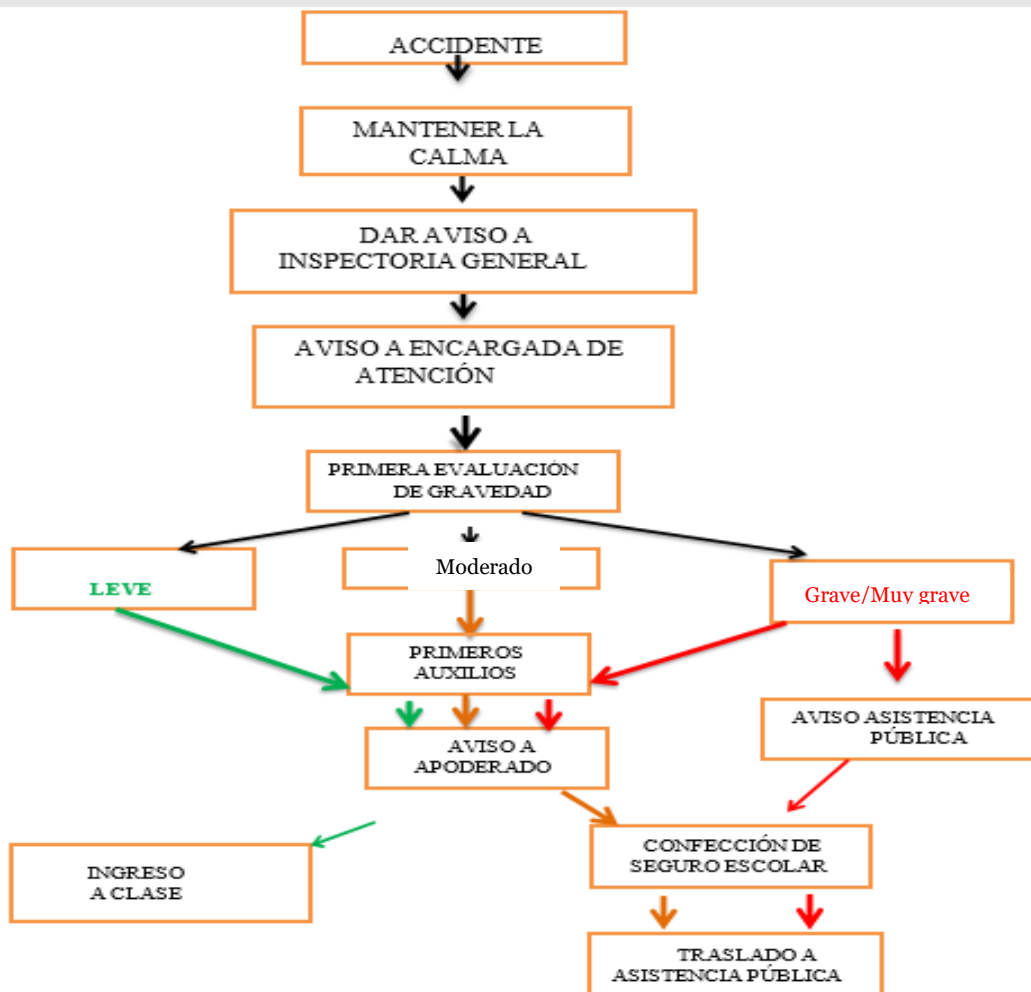 ACCIDENTE
MANTENER LA
CALMA
DAR AVISO A
INSPECTORIA GENERAL
AVISO A ENCARGADA DE
ATENCIÓN
PRIMERA EVALUACIÓN
DE GRAVEDAD
LEVE
Moderado
Grave/Muy grave
PRIMEROS
AUXILIOS
AVISO ASISTENCIA
PÚBLICA
AVISO A
APODERADO
CONFECCIÓN DE
SEGURO ESCOLAR
INGRESO
A CLASE
TRASLADO A
ASISTENCIA PÚBLICA